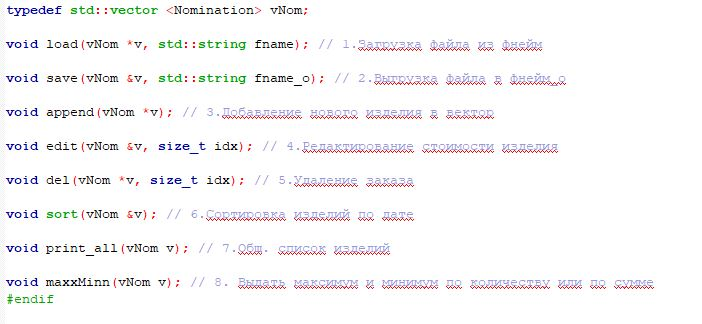 typedef std::vector <Nomination> vNom;
void load(vNom *v, std::string fname); // 1.Загрузка файла из фнейм
void save(vNom &v, std::string fname_o); // 2.Выгрузка файла в фнейм_о
void append(vNom *v); // 3.Добавление нового изделия в вектор
void edit(vNom &v, size_t idx); // 4.Редактирование стоимости изделия
void del(vNom *v, size_t idx); // 5.Удаление заказа
void sort(vNom &v); // 6.Сортировка изделий по дате
void print_all(vNom v); // 7.Общ. список изделий
void maxxMinn(vNom v); // 8. Выдать максимум и минимум по количеству или по сумме
#endif